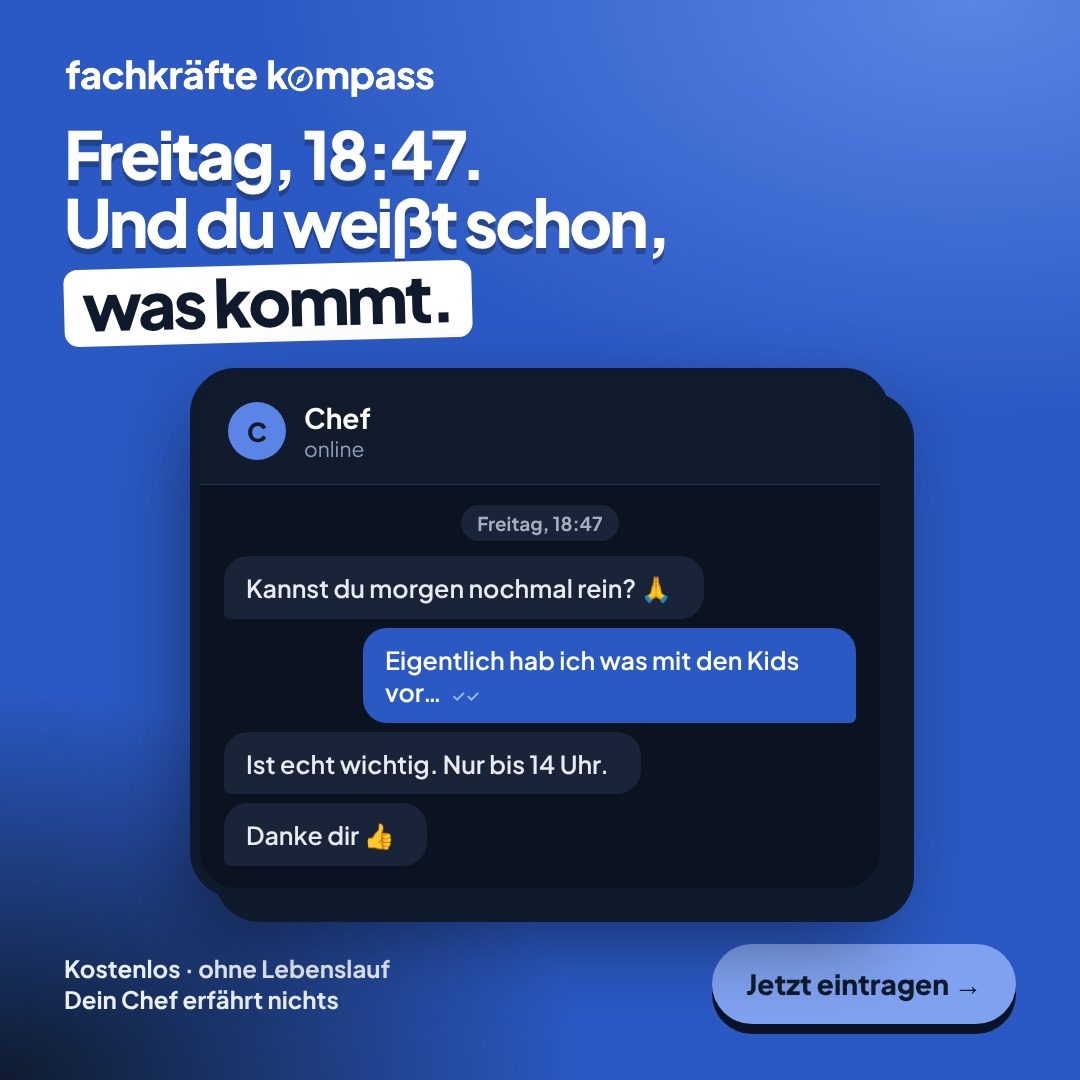 fachkräfte kompass
Freitag, 18:47.
Und du weißt schon,
was kommt.
C
Chef
online
Freitag, 18:47
Kannst du morgen nochmal rein? 🙏
Eigentlich hab ich was mit den Kids
vor… ✓✓
Ist echt wichtig. Nur bis 14 Uhr.
Danke dir 👍
Kostenlos · ohne Lebenslauf
Dein Chef erfährt nichts
Jetzt eintragen →